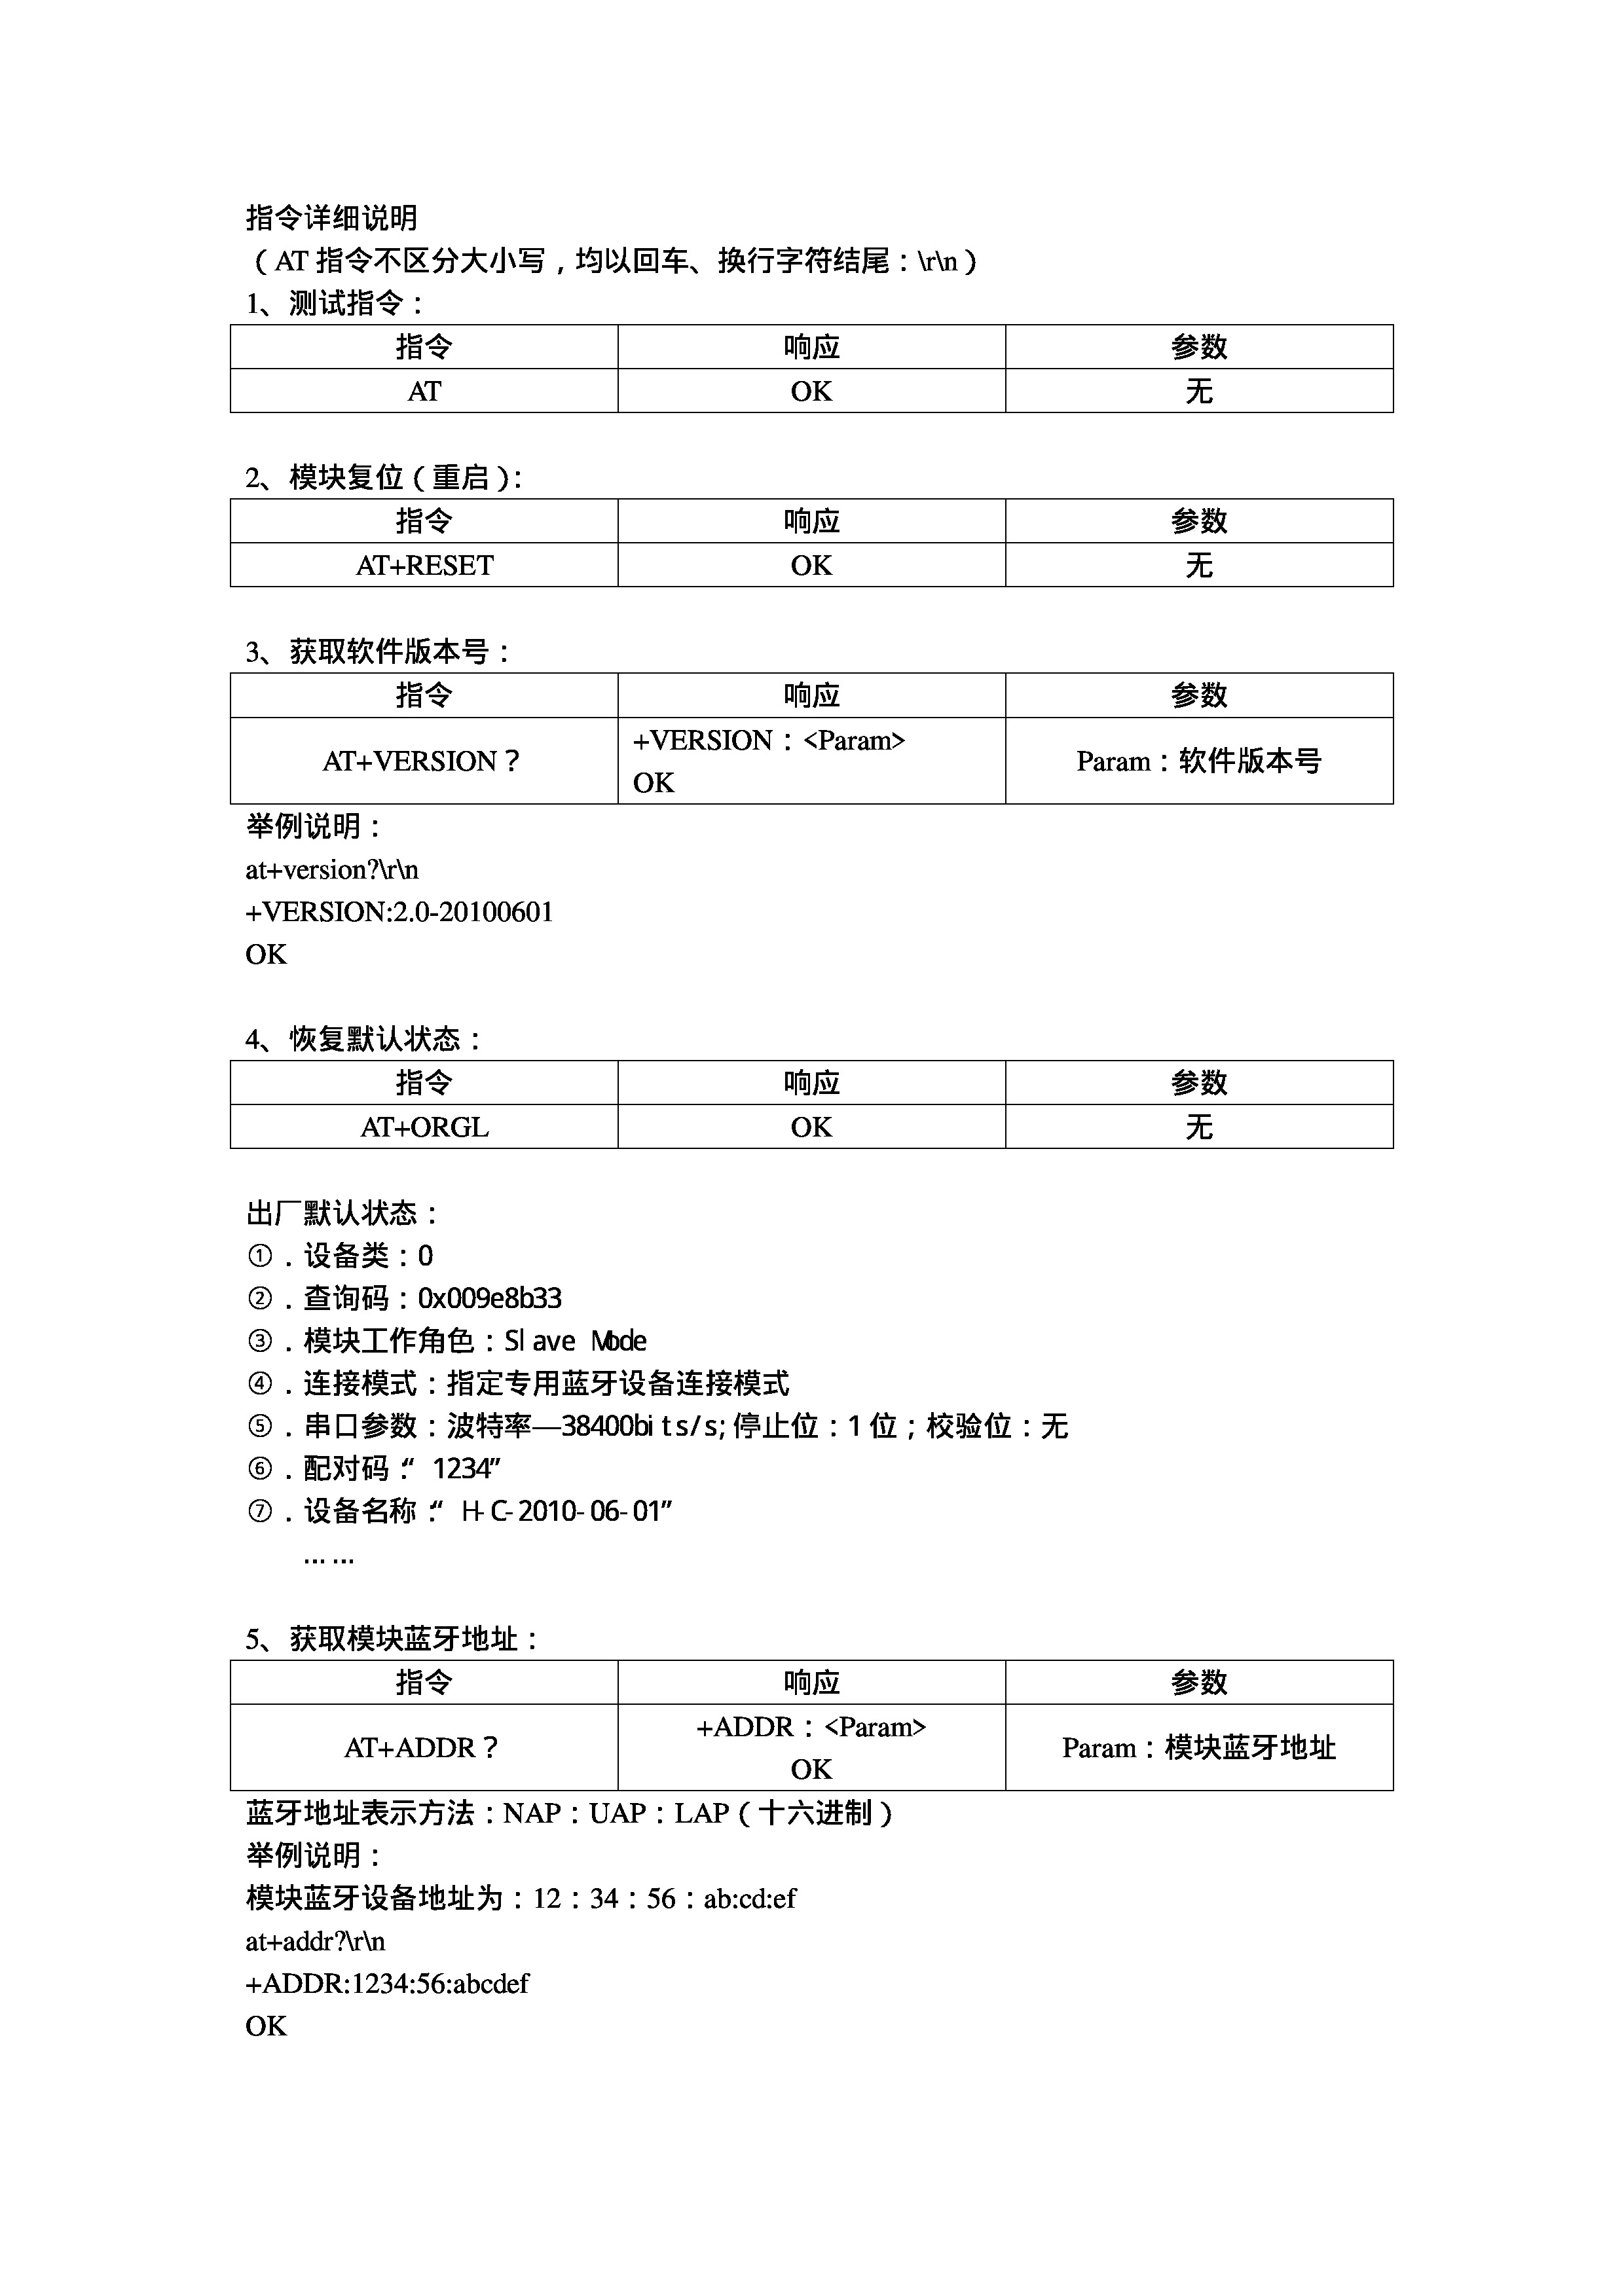 指令详细说明
（AT 指令不区分大小写，均以回车、换行字符结尾：\r\n）
1、测试指令：
指令 响应 参数
AT OK 无
2、模块复位（重启）：
指令 响应 参数
AT+RESET OK 无
3、获取软件版本号：
指令 响应 参数
AT+VERSION？ +VERSION：<Param> Param：软件版本号
OK
举例说明：
at+version?\r\n
+VERSION:2.0-20100601
OK
4、恢复默认状态：
指令 响应 参数
AT+ORGL OK 无
出厂默认状态：
①．设备类：0
②．查询码：0x009e8b33
③．模块工作角色：Slave Mode
④．连接模式：指定专用蓝牙设备连接模式
⑤．串口参数：波特率—38400bits/s;停止位：1 位；校验位：无
⑥．配对码：“1234”
⑦．设备名称：“H-C-2010-06-01”
… …
5、获取模块蓝牙地址：
指令 响应 参数
AT+ADDR？ +ADDR：<Param> Param：模块蓝牙地址
OK
蓝牙地址表示方法：NAP：UAP：LAP（十六进制）
举例说明：
模块蓝牙设备地址为：12：34：56：ab:cd:ef
at+addr?\r\n
+ADDR:1234:56:abcdef
OK